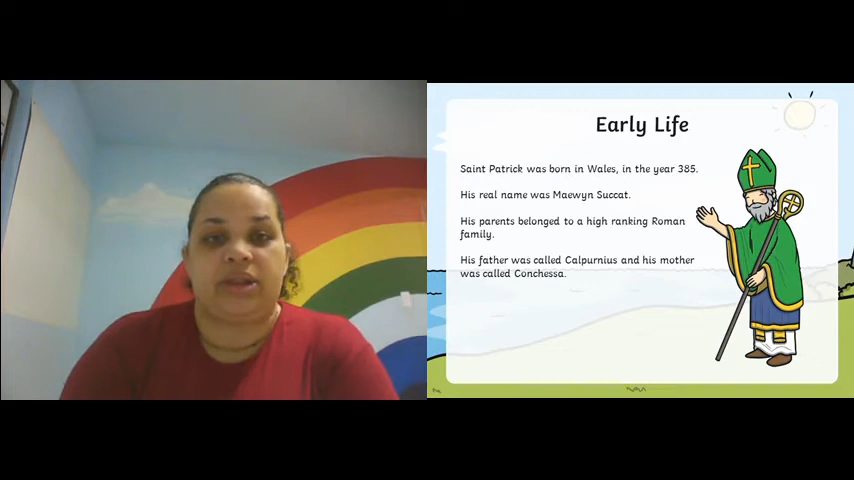 Early Life
Saint Patrick was born in Wales, in the year 385.
His real name was Maewyn Succat.
His parents belonged to a high ranking Roman
family.
His father was called Calpurnius and his mother
was called Conchessa.